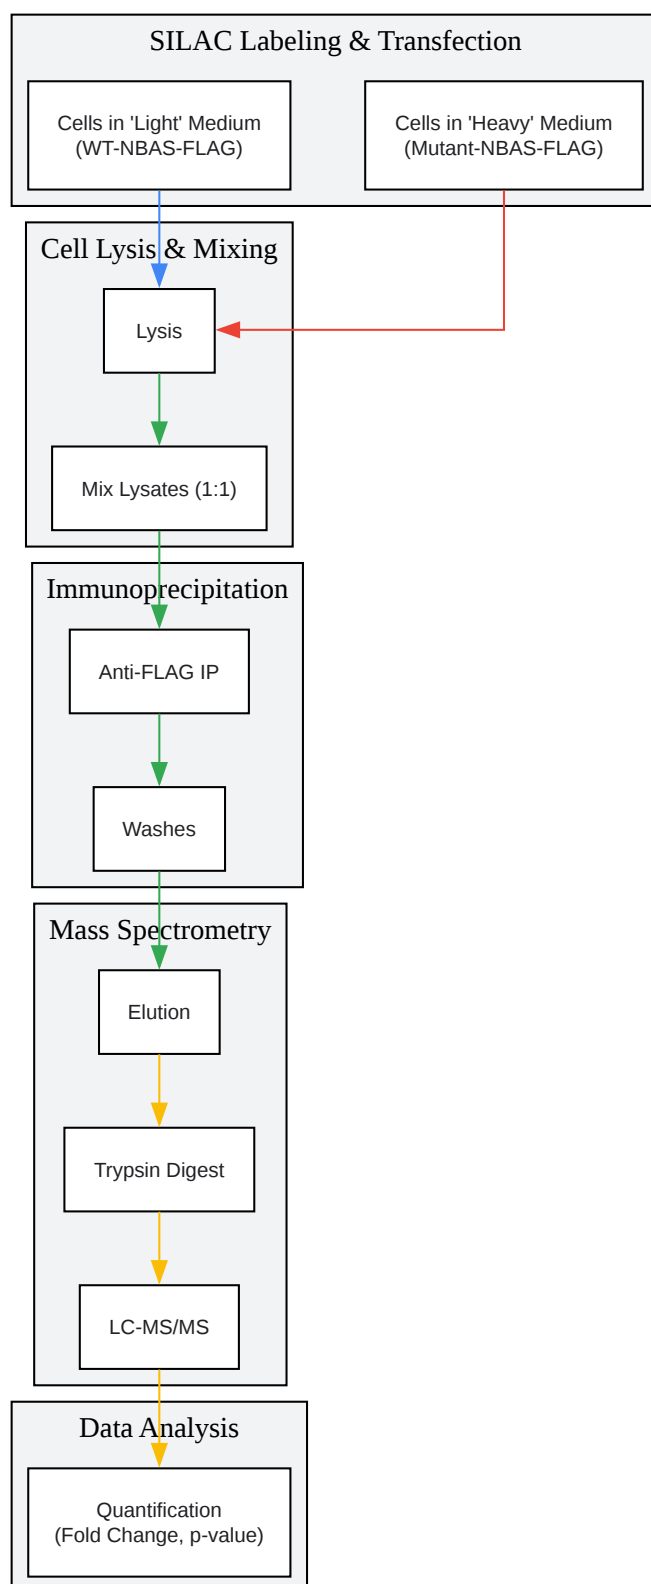 SILAC Labeling & Transfection
Cells in 'Light' Medium
(WT-NBAS-FLAG)
Cells in 'Heavy' Medium
(Mutant-NBAS-FLAG)
Cell Lysis & Mixing
Lysis
Mix Lysates (1:1)
Immunoprecipitation
Anti-FLAG IP
Washes
Mass Spectrometry
Elution
Trypsin Digest
LC-MS/MS
Data Analysis
Quantification
(Fold Change, p-value)